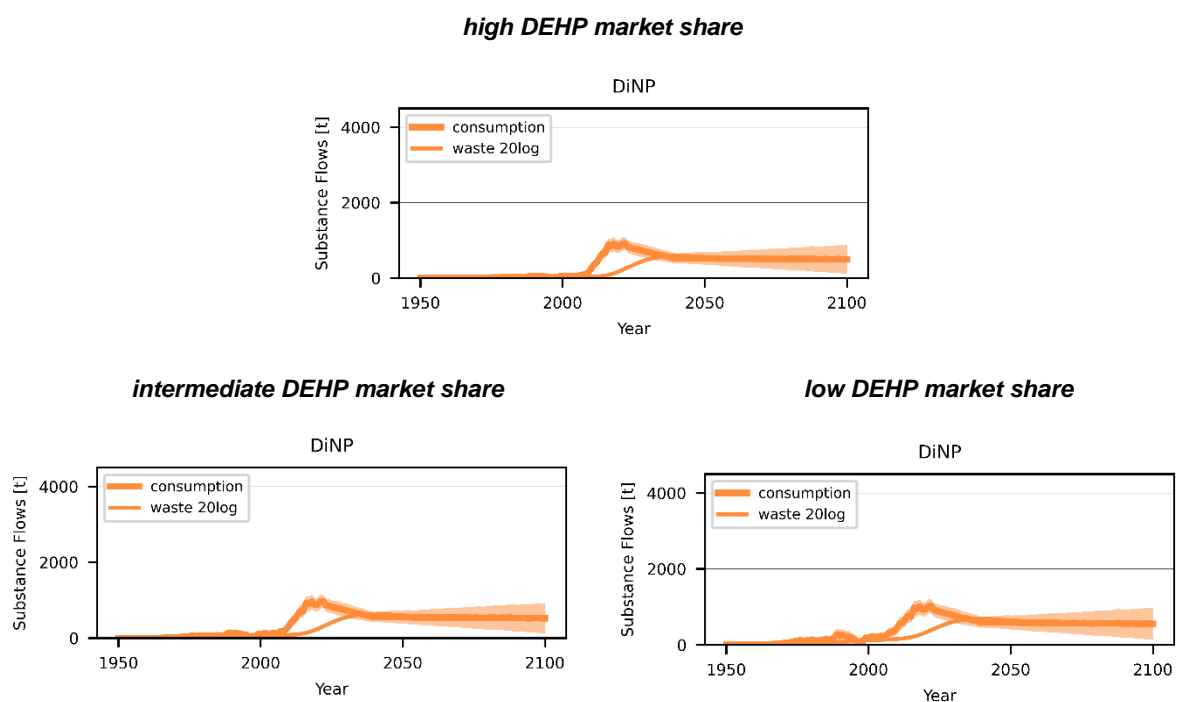 high DEHP market share
DiNP
Substance Flows [t]
4000
2000
0
consumption
waste 20log
1950
2000
2050
2100
Year
intermediate DEHP market share
DiNP
Substance Flows [t]
4000
2000
0
consumption
waste 20log
1950
2000
2050
2100
Year
low DEHP market share
DiNP
Substance Flows [t]
4000
2000
0
consumption
waste 20log
1950
2000
2050
2100
Year